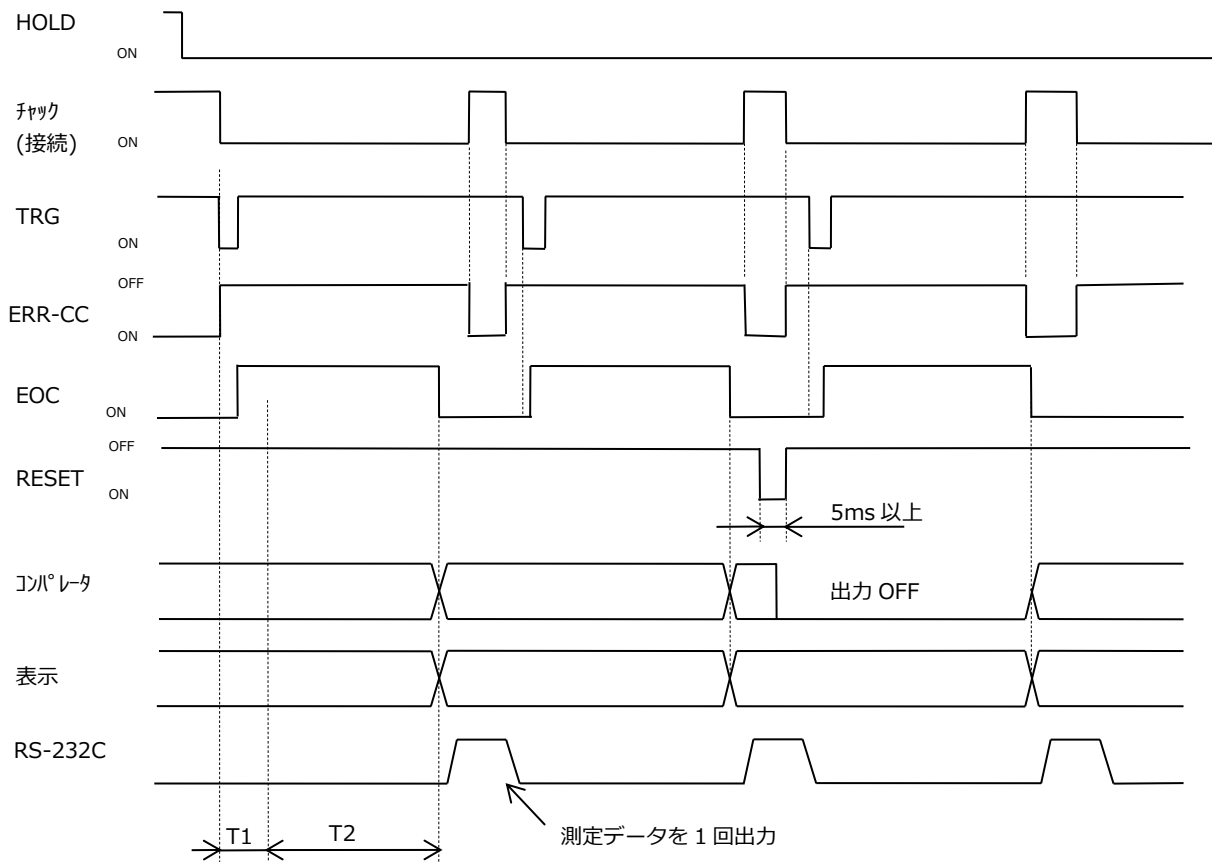 HOLD
ON
ﾁｬｯｸ
(接続)
ON
TRG
ON
OFF
ERR-CC
ON
EOC
ON
OFF
RESET
ON
5ms 以上
ｺﾝﾊﾟﾚｰﾀ
出力 OFF
表示
RS-232C
T1
T2
測定データを 1 回出力